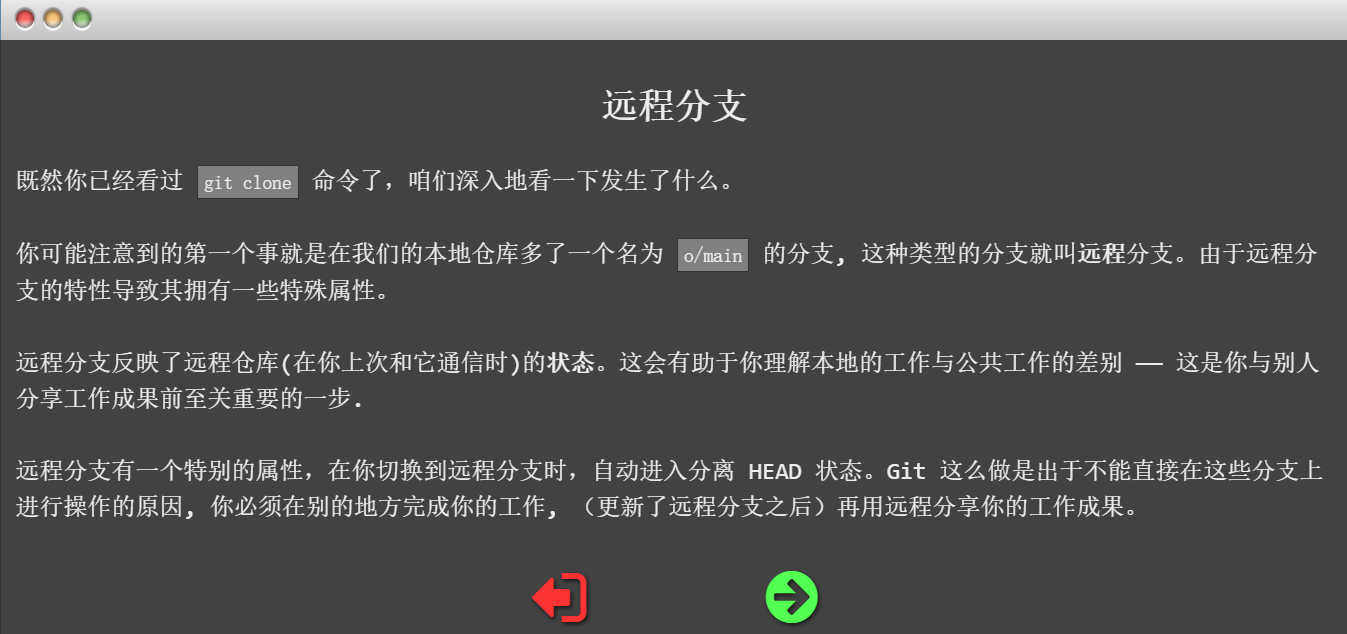 远程分支
既然你已经看过 git clone 命令了，咱们深入地看一下发生了什么。
你可能注意到的第一个事就是在我们的本地仓库多了一个名为 o/main 的分支, 这种类型的分支就叫远程分支。由于远程分
支的特性导致其拥有一些特殊属性。
远程分支反映了远程仓库(在你上次和它通信时)的状态。这会有助于你理解本地的工作与公共工作的差别 —— 这是你与别人
分享工作成果前至关重要的一步.
远程分支有一个特别的属性，在你切换到远程分支时，自动进入分离 HEAD 状态。Git 这么做是出于不能直接在这些分支上
进行操作的原因, 你必须在别的地方完成你的工作, （更新了远程分支之后）再用远程分享你的工作成果。